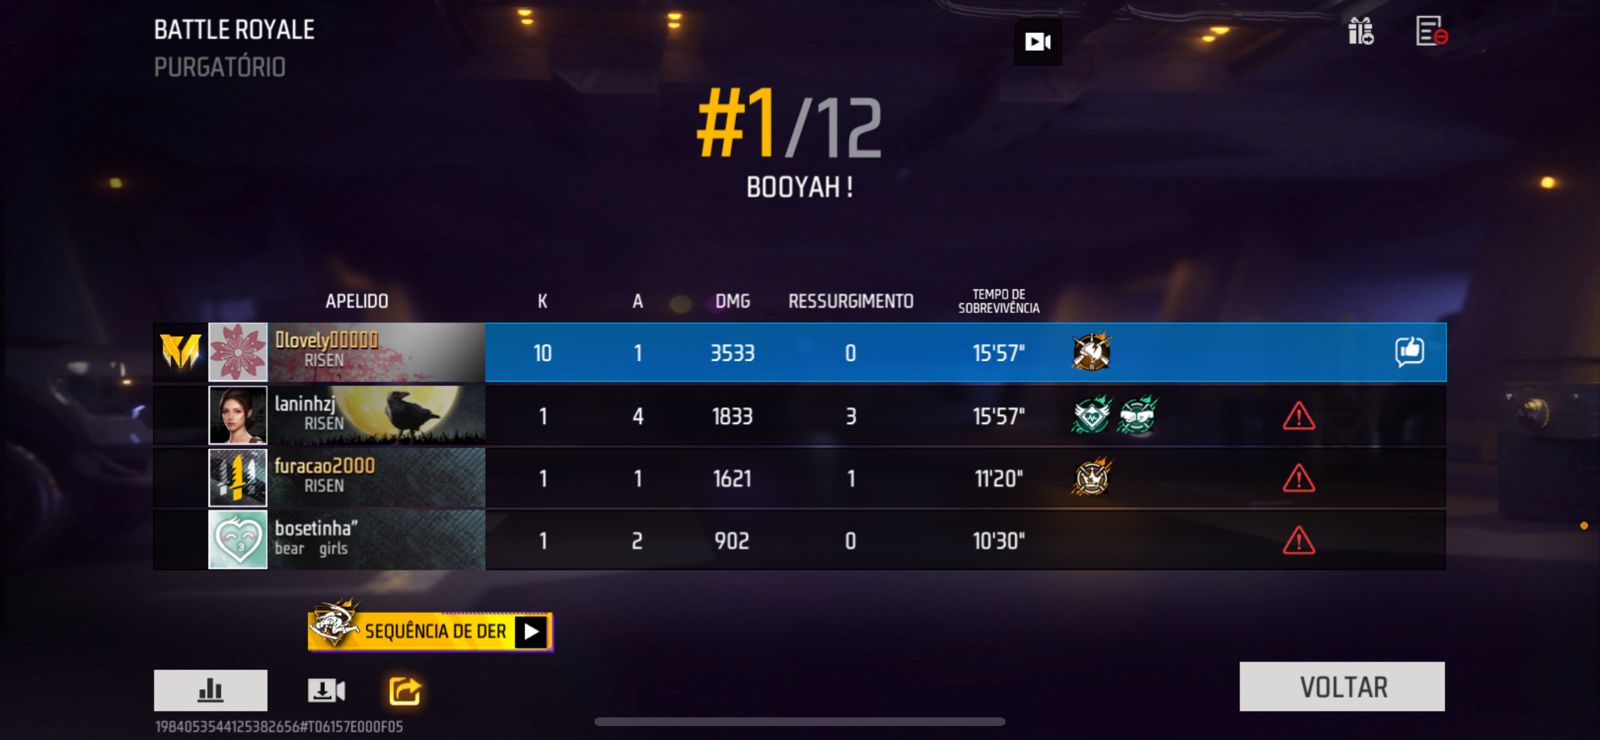 BATTLE ROYALE
PURGATÓRIO
#1/12
BOOYAH !
APELIDO K A DMG RESSURGIMENTO TEMPO DE SOBREVIVÊNCIA
lovely
RISEN
10 1 3533 0 15'57"
laninhzj
RISEN
1 4 1833 3 15'57"
furacao2000
RISEN
1 1 1621 1 11'20"
bosetinha”
bear girls
1 2 902 0 10'30"
SEQUÊNCIA DE DER
VOLTAR
1984053544125382656#T06157E000F05